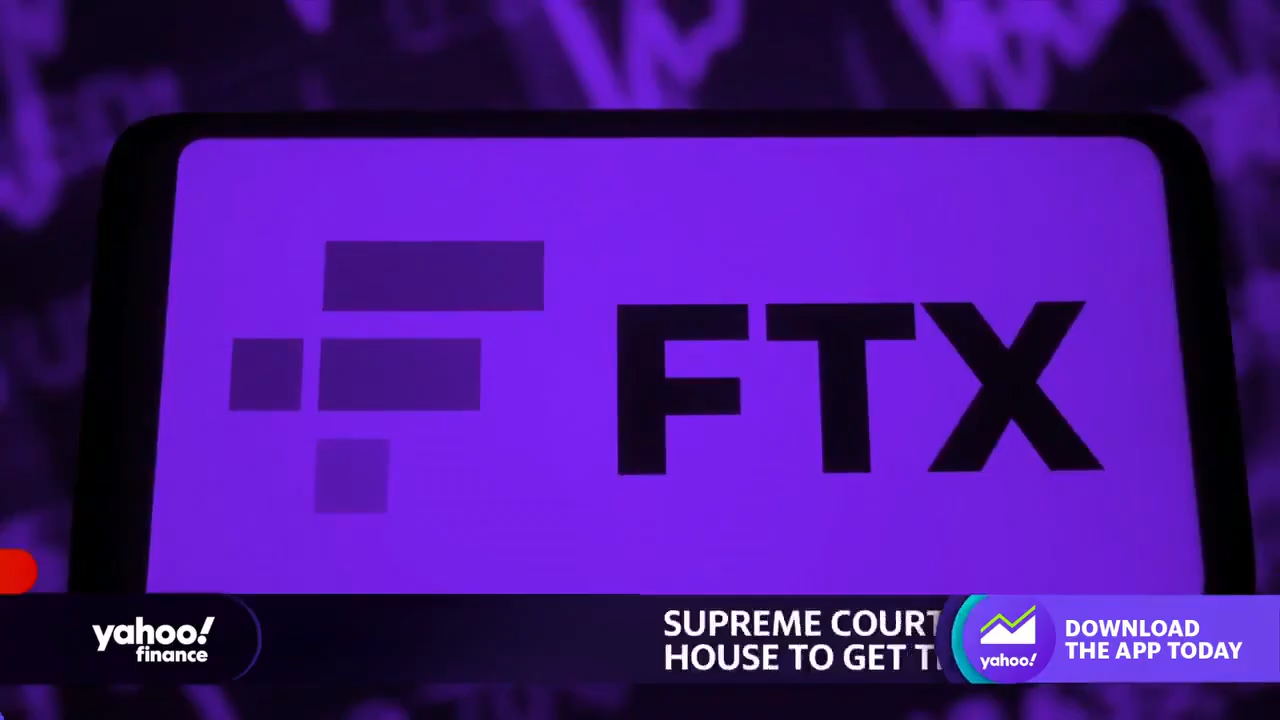 FTX
yahoo!
finance
SUPREME COURT
HOUSE TO GET
yahoo!
DOWNLOAD
THE APP TODAY